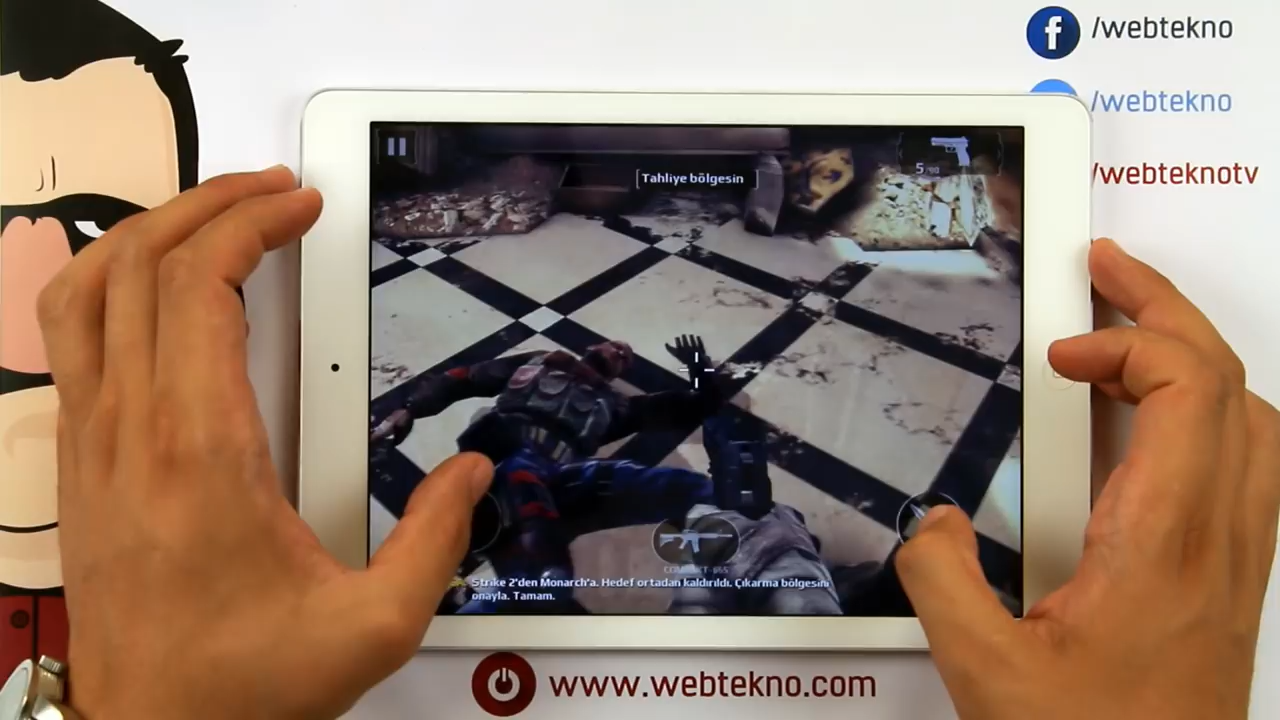 /webtekno
/webtekno
/webteknotv
Tahliye bölgesin
5/90
Strike 2'den Monarch'a. Hedef ortadan kaldırıldı. Çıkarma bölgesini
onayla. Tamam.
www.webtekno.com